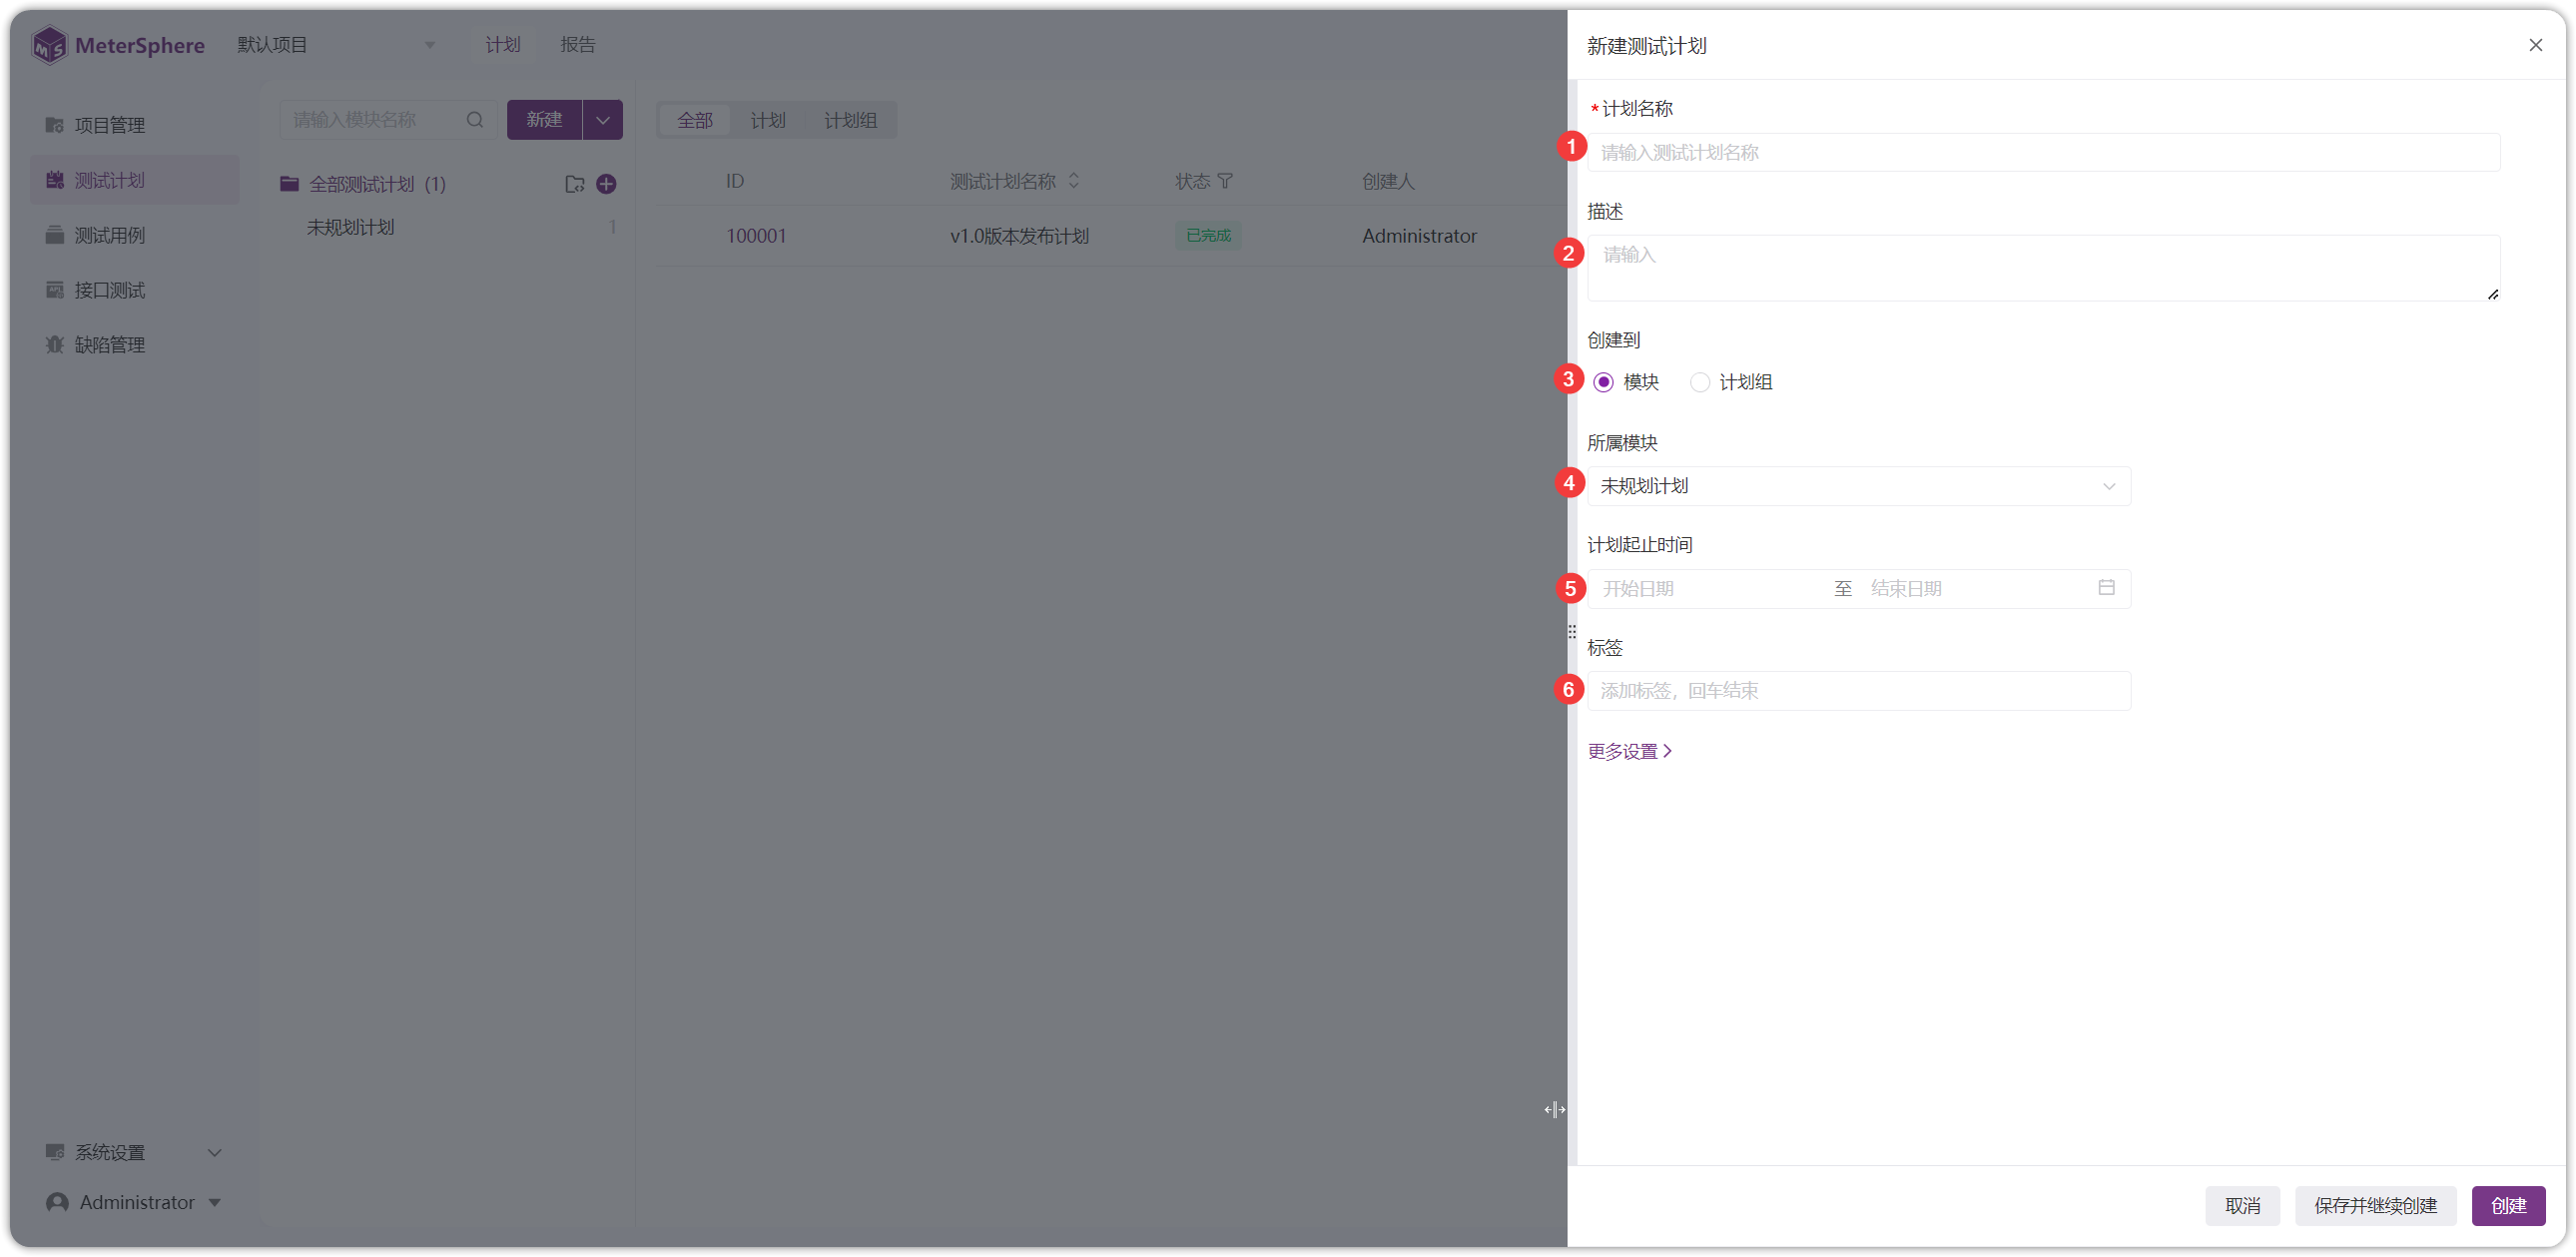 MeterSphere
默认项目
计划
报告
项目管理
测试计划
测试用例
接口测试
缺陷管理
系统设置
Administrator
请输入模块名称
新建
全部测试计划 (1)
未规划计划 1
全部
计划
计划组
ID 测试计划名称 状态 创建人
100001 v1.0版本发布计划 已完成 Administrator
新建测试计划
* 计划名称
1 请输入测试计划名称
描述
2 请输入
创建到
3 模块 计划组
所属模块
4 未规划计划
计划起止时间
5 开始日期 至 结束日期
标签
6 添加标签，回车结束
更多设置
取消 保存并继续创建 创建